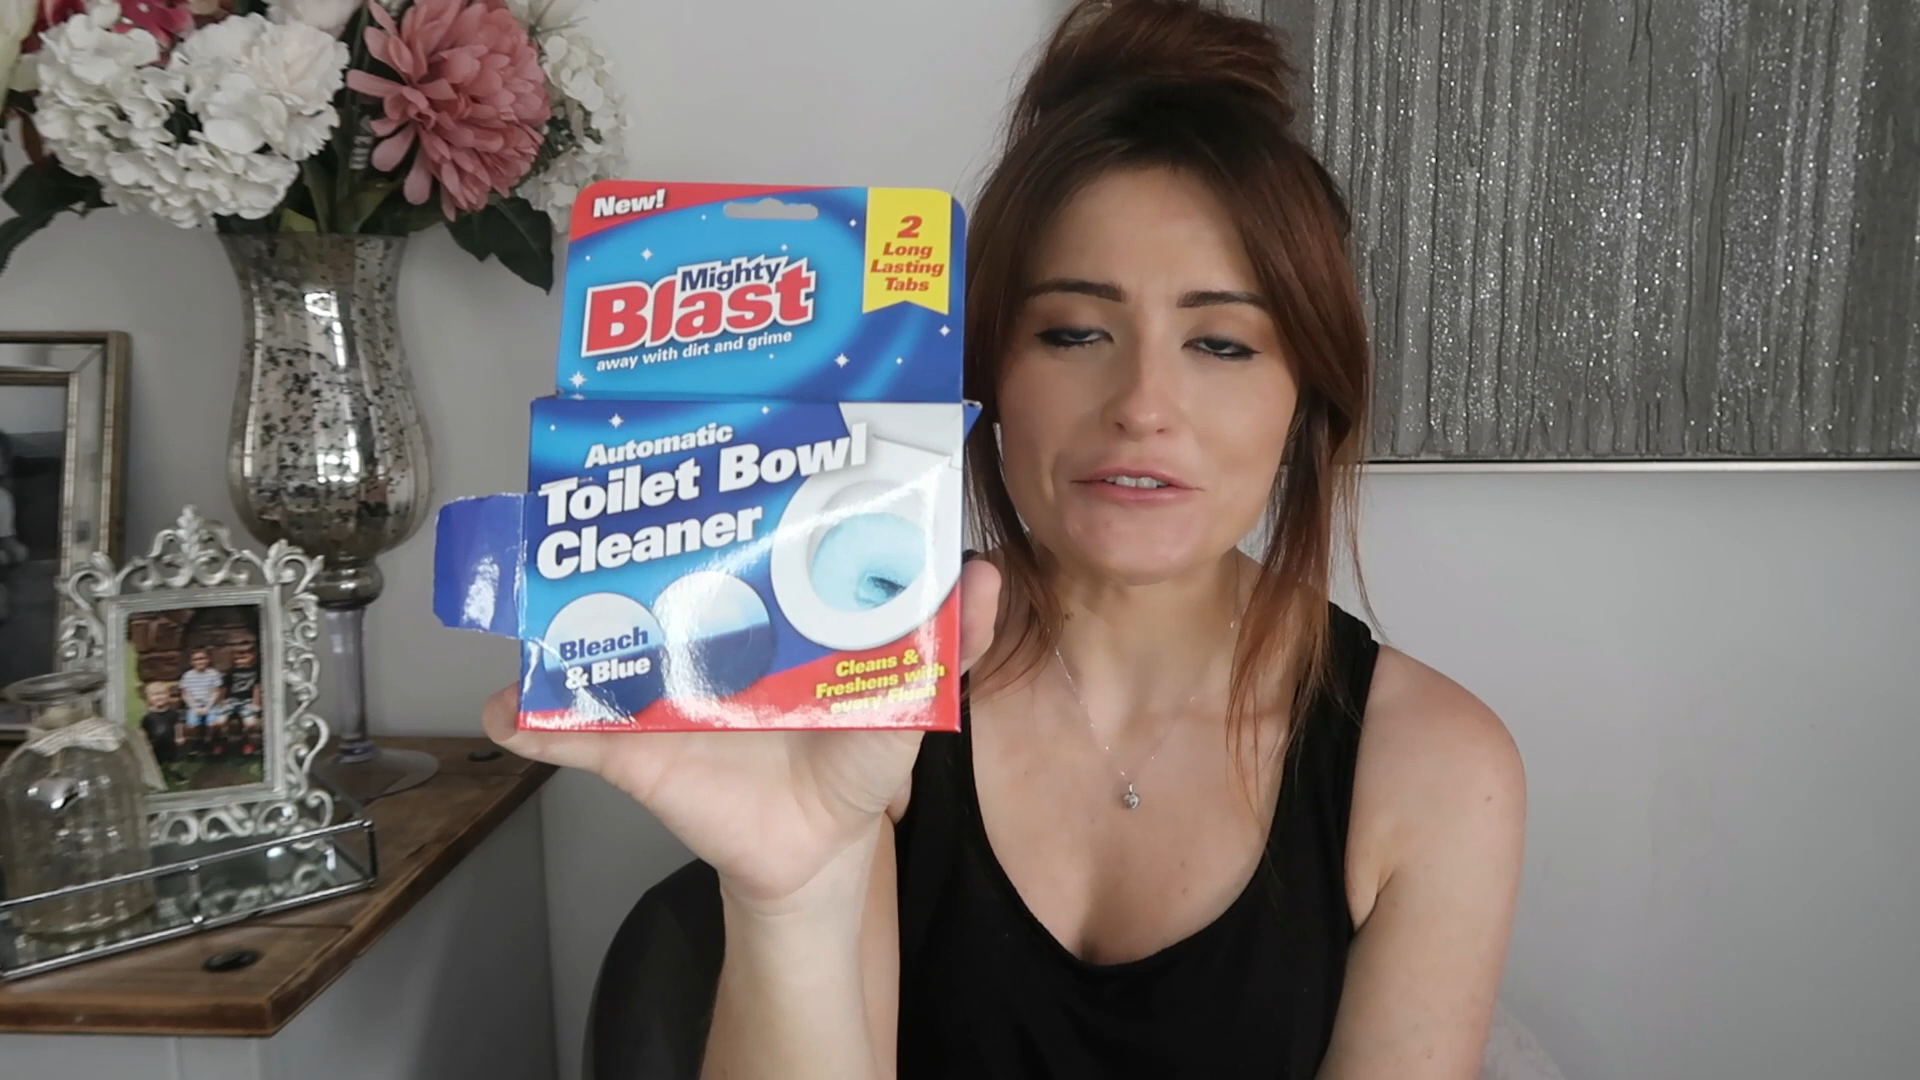 New!
2
Long
Lasting
Tabs
Mighty
Blast
away with dirt and grime
Automatic
Toilet Bowl
Cleaner
Bleach
& Blue
Cleans &
Freshens with
every Flush